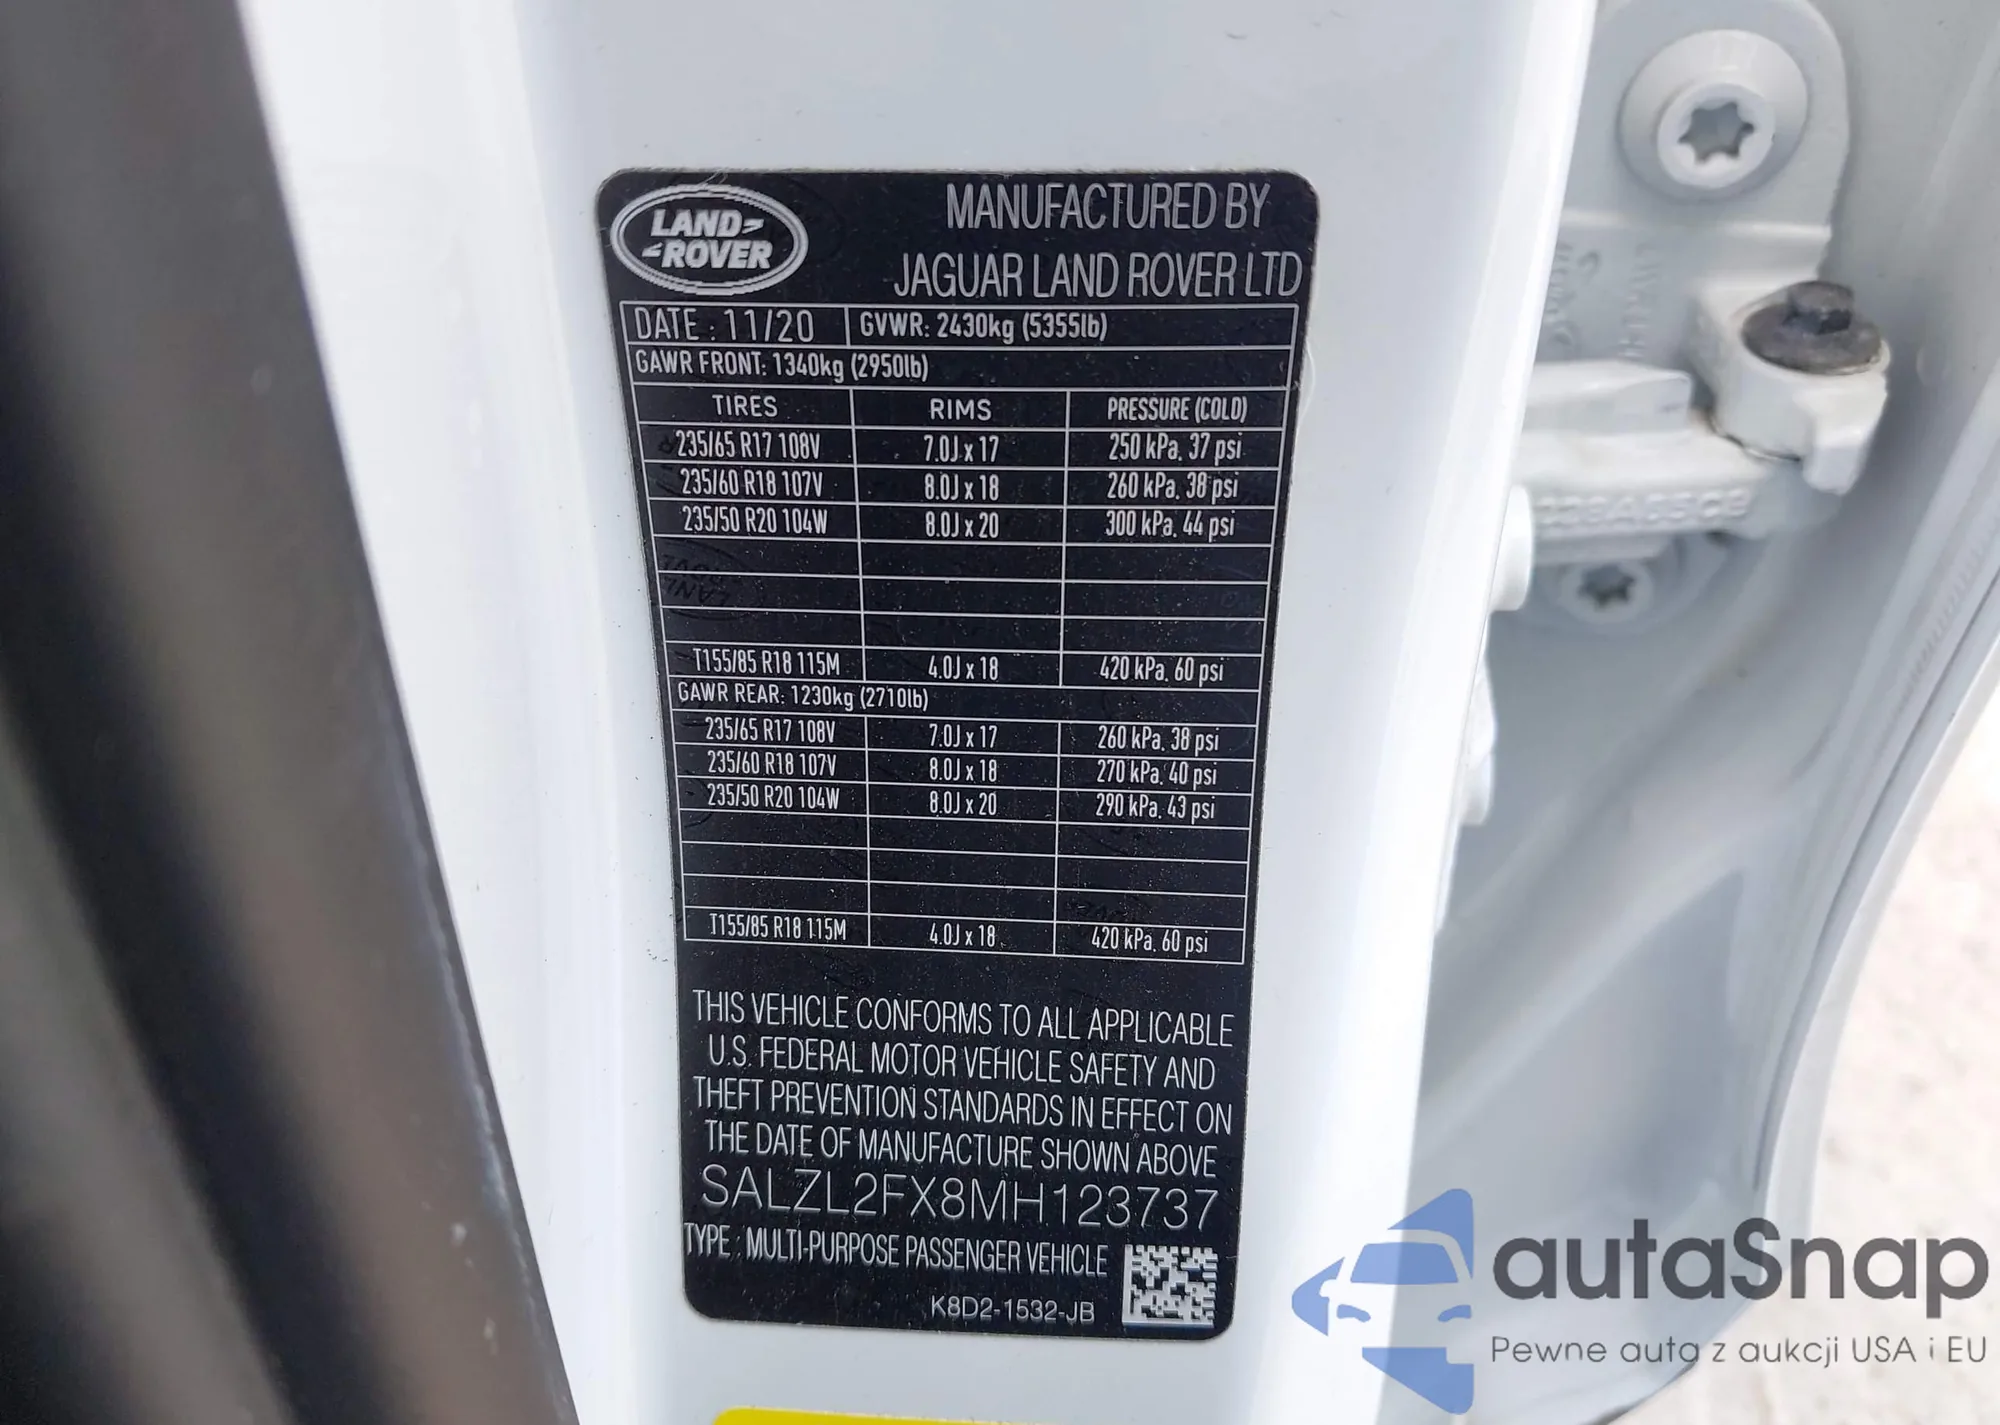 LAND ROVER
MANUFACTURED BY
JAGUAR LAND ROVER LTD
DATE : 11/20 GVWR: 2430kg (5355lb)
GAWR FRONT: 1340kg (2950lb)
TIRES RIMS PRESSURE (COLD)
235/65 R17 108V 7.0J x 17 250 kPa, 37 psi
235/60 R18 107V 8.0J x 18 260 kPa, 38 psi
235/50 R20 104W 8.0J x 20 300 kPa, 44 psi
T155/85 R18 115M 4.0J x 18 420 kPa, 60 psi
GAWR REAR: 1230kg (2710lb)
235/65 R17 108V 7.0J x 17 260 kPa, 38 psi
235/60 R18 107V 8.0J x 18 270 kPa, 40 psi
235/50 R20 104W 8.0J x 20 290 kPa, 43 psi
T155/85 R18 115M 4.0J x 18 420 kPa, 60 psi
THIS VEHICLE CONFORMS TO ALL APPLICABLE
U.S. FEDERAL MOTOR VEHICLE SAFETY AND
THEFT PREVENTION STANDARDS IN EFFECT ON
THE DATE OF MANUFACTURE SHOWN ABOVE
SALZL2FX8MH123737
TYPE : MULTI-PURPOSE PASSENGER VEHICLE
K8D2-1532-JB
autaSnap
Pewne auta z aukcji USA i EU